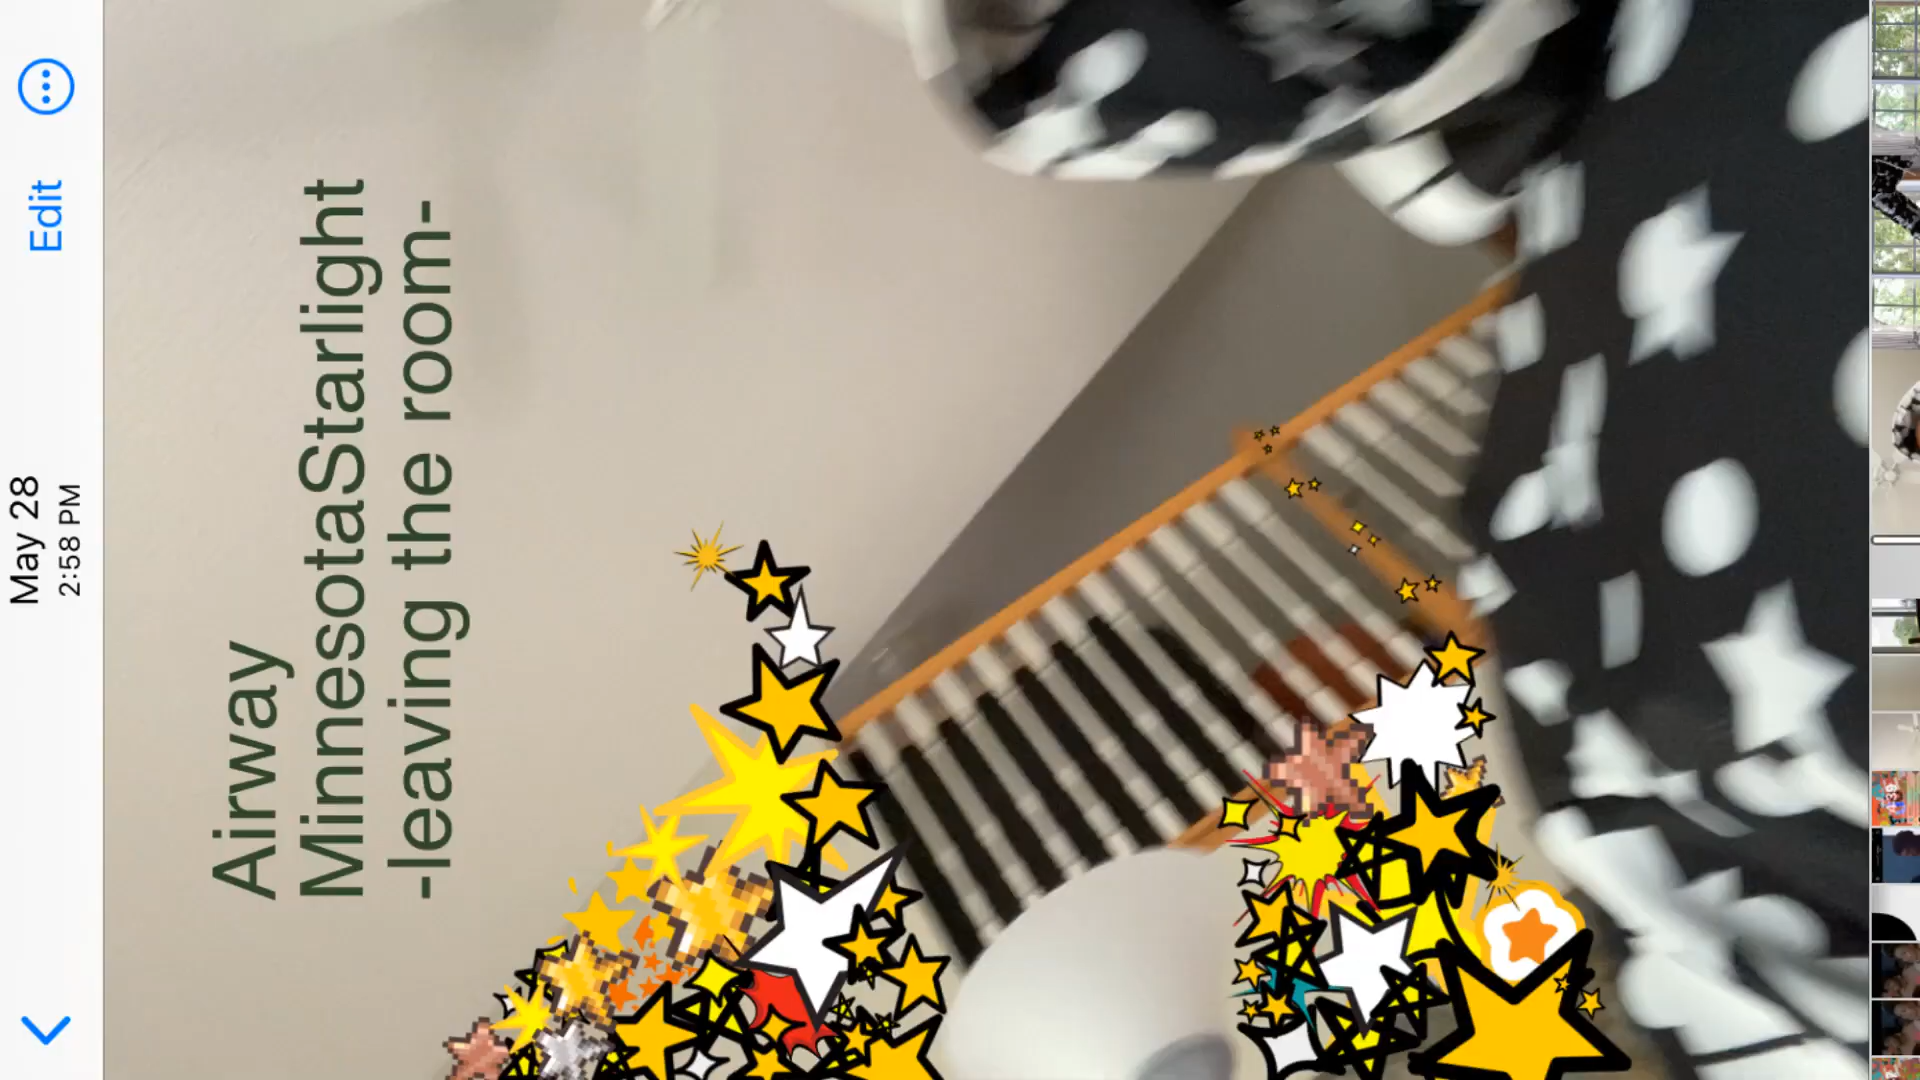 May 28
2:58 PM
Edit
Airway
MinnesotaStarlight
-leaving the room-